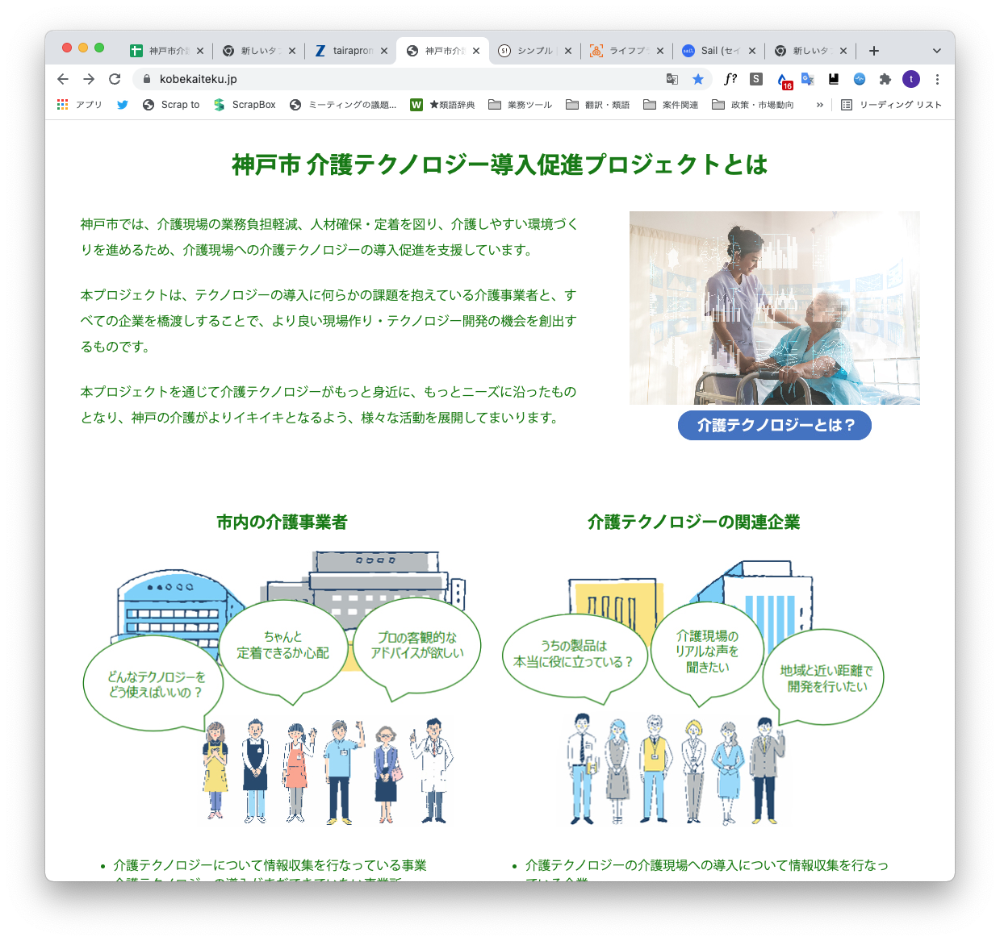 神戸市介
新しいタ
tairapron
神戸市介
シンプル
ライフプ
Sail (セイ
新しいタ
kobekaiteku.jp
f?
S
16
t
アプリ
Scrap to
ScrapBox
ミーティングの議題...
W
★類語辞典
業務ツール
翻訳・類語
案件関連
政策・市場動向
»
リーディング リスト
神戸市 介護テクノロジー導入促進プロジェクトとは
神戸市では、介護現場の業務負担軽減、人材確保・定着を図り、介護しやすい環境づく
りを進めるため、介護現場への介護テクノロジーの導入促進を支援しています。
本プロジェクトは、テクノロジーの導入に何らかの課題を抱えている介護事業者と、す
べての企業を橋渡しすることで、より良い現場作り・テクノロジー開発の機会を創出す
るものです。
本プロジェクトを通じて介護テクノロジーがもっと身近に、もっとニーズに沿ったもの
となり、神戸の介護がよりイキイキとなるよう、様々な活動を展開してまいります。
介護テクノロジーとは？
市内の介護事業者
どんなテクノロジーを
どう使えばいいの？
ちゃんと
定着できるか心配
プロの客観的な
アドバイスが欲しい
介護テクノロジーについて情報収集を行なっている事業
介護テクノロジーの関連企業
うちの製品は
本当に役に立っている？
介護現場の
リアルな声を
聞きたい
地域と近い距離で
開発を行いたい
介護テクノロジーの介護現場への導入について情報収集を行なっ